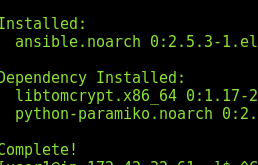 Installed:
ansible.noarch 0:2.5.3-1.el
Dependency Installed:
libtomcrypt.x86_64 0:1.17-2
python-paramiko.noarch 0:2.
Complete!